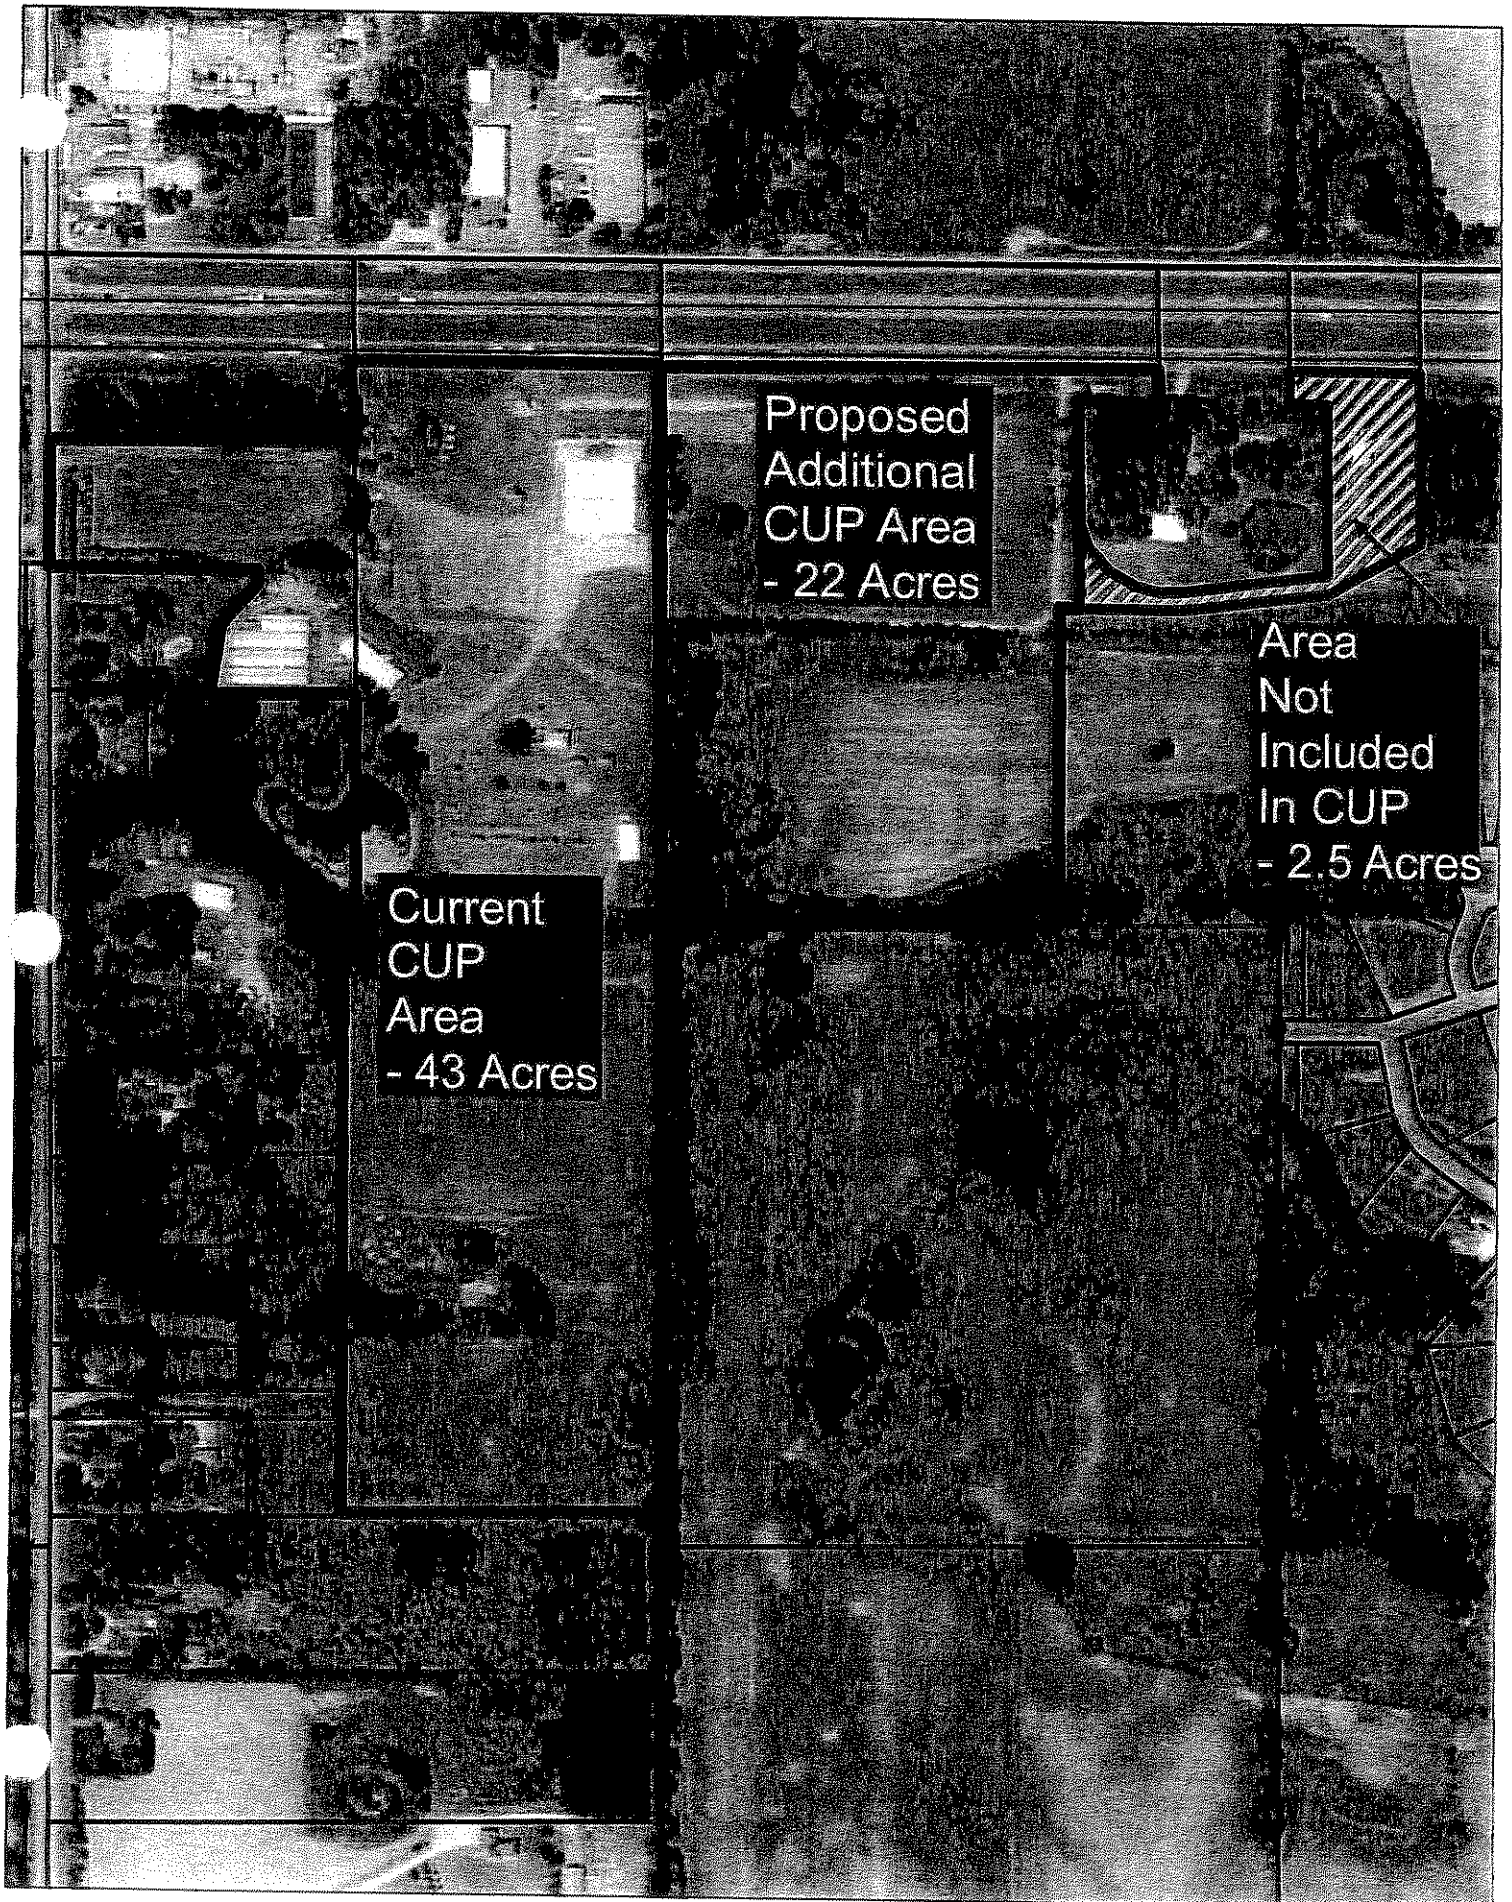 Proposed
Additional
CUP Area
- 22 Acres
Area
Not
Included
In CUP
- 2.5 Acres
Current
CUP
Area
- 43 Acres